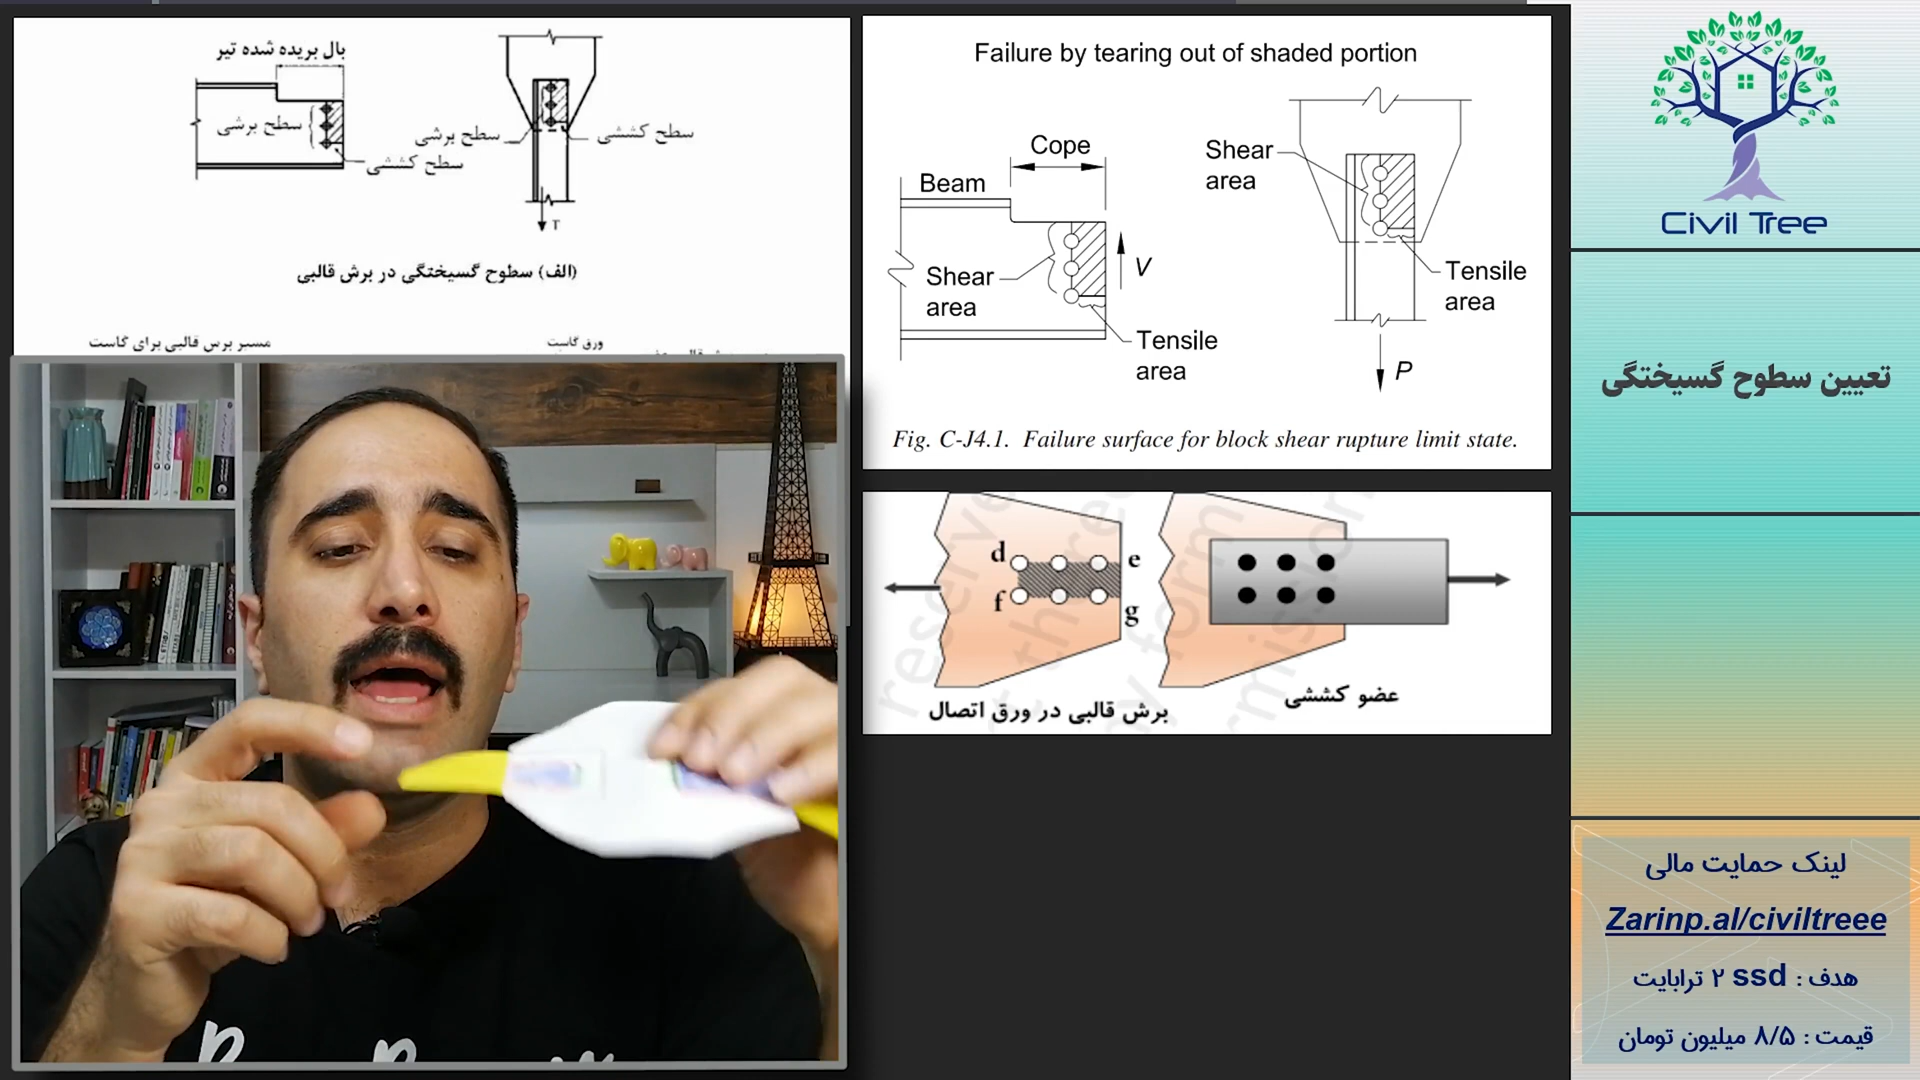 بال بریده شده تیر
سطح برشی
سطح کششی
سطح برشی
سطح کششی
T
(الف) سطوح گسیختگی در برش قالبی
مسیر برس قالبی برای گاست
ورق گاست
Failure by tearing out of shaded portion
Cope
Beam
Shear
area
V
Tensile
area
Shear
area
Tensile
area
P
Fig. C-J4.1. Failure surface for block shear rupture limit state.
d
e
f
g
برش قالبی در ورق اتصال
عضو کششی
Civil Tree
تعیین سطوح گسیختگی
لینک حمایت مالی
Zarinp.al/civiltreee
هدف : ssd ۲ ترابایت
قیمت : ۸/۵ میلیون تومان